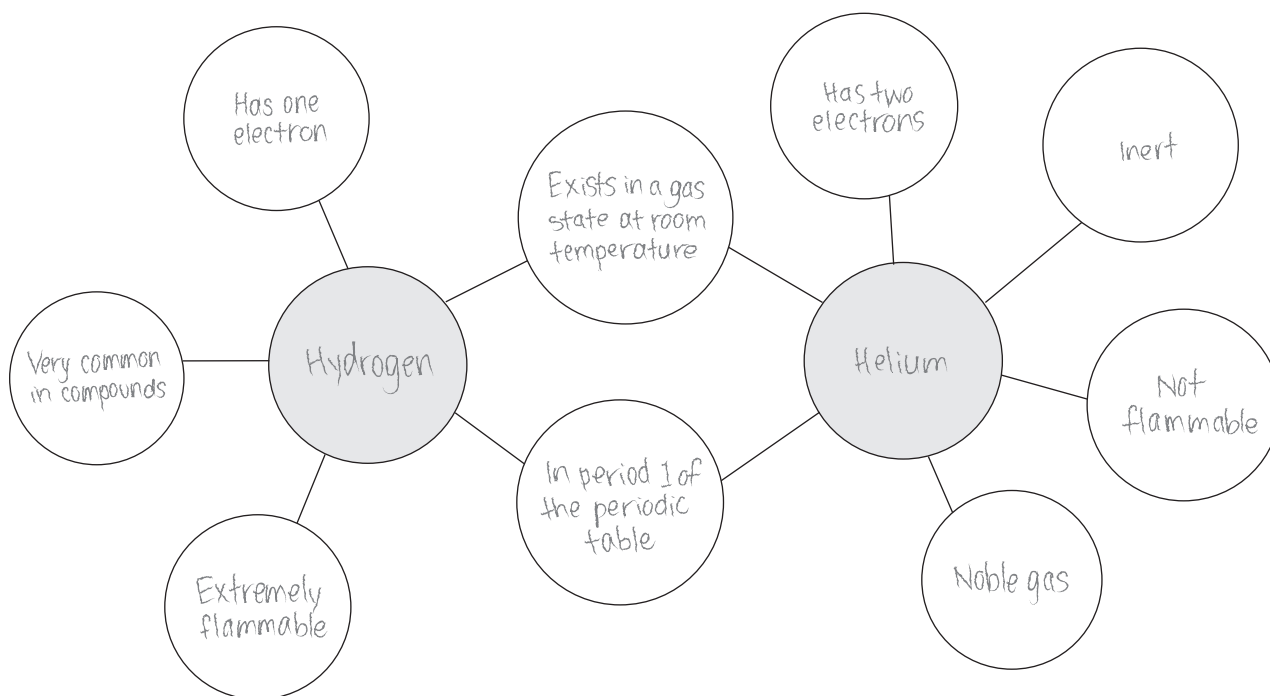 Has one
electron
Has two
electrons
Inert
Exists in a gas
state at room
temperature
Very common
in compounds
Hydrogen
Helium
Not
flammable
In period 1 of
the periodic
table
Extremely
flammable
Noble gas